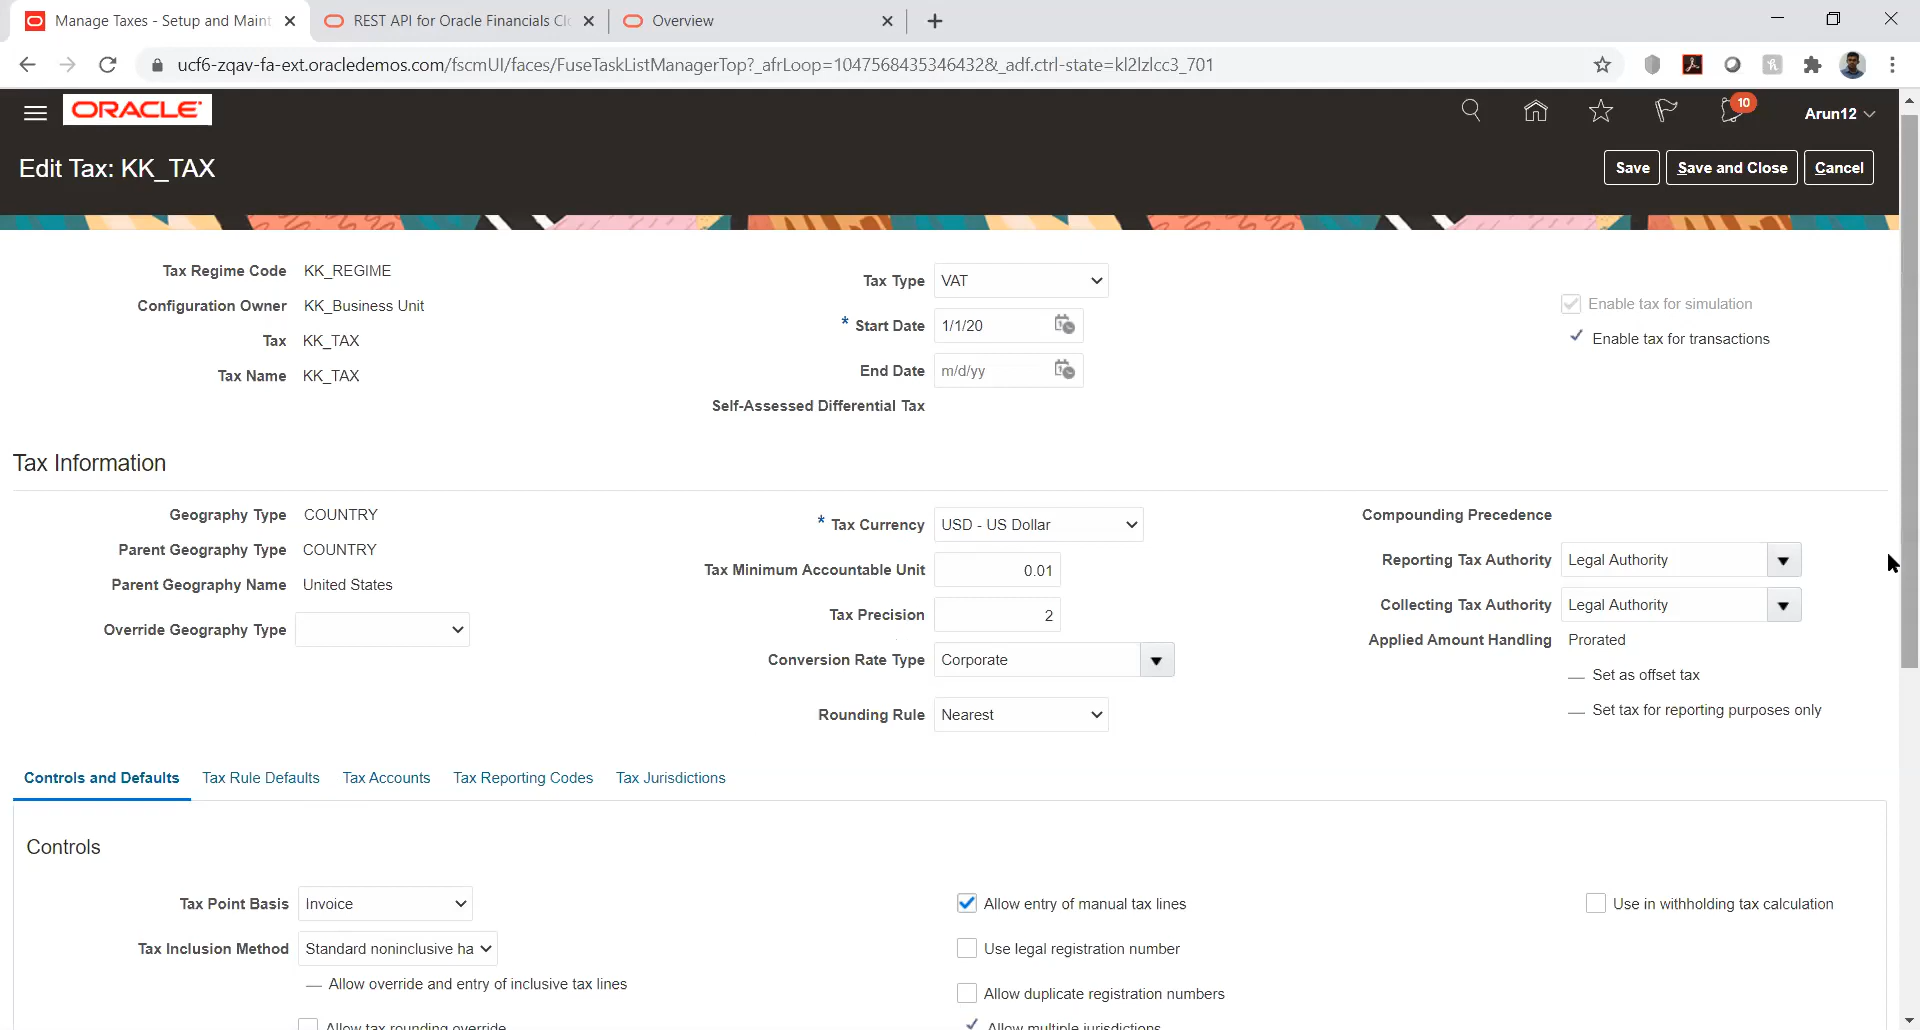 Manage Taxes - Setup and Maint
REST API for Oracle Financials Clo
Overview
ucf6-zqav-fa-ext.oracledemos.com/fscmUI/faces/FuseTaskListManagerTop?_afrLoop=10475684353464328&_adf.ctrl-state=kl2lzlcc3_701
ORACLE
10
Arun12
Edit Tax: KK_TAX
Save
Save and Close
Cancel
Tax Regime Code KK_REGIME
Configuration Owner KK_Business Unit
Tax KK_TAX
Tax Name KK_TAX
Tax Type VAT
* Start Date 1/1/20
End Date m/d/yy
Self-Assessed Differential Tax
Enable tax for simulation
Enable tax for transactions
Tax Information
Geography Type COUNTRY
Parent Geography Type COUNTRY
Parent Geography Name United States
Override Geography Type
* Tax Currency USD - US Dollar
Tax Minimum Accountable Unit 0.01
Tax Precision 2
Conversion Rate Type Corporate
Rounding Rule Nearest
Compounding Precedence
Reporting Tax Authority Legal Authority
Collecting Tax Authority Legal Authority
Applied Amount Handling Prorated
Set as offset tax
Set tax for reporting purposes only
Controls and Defaults
Tax Rule Defaults
Tax Accounts
Tax Reporting Codes
Tax Jurisdictions
Controls
Tax Point Basis Invoice
Tax Inclusion Method Standard noninclusive ha
Allow override and entry of inclusive tax lines
Allow tax rounding override
Allow entry of manual tax lines
Use legal registration number
Allow duplicate registration numbers
Allow multiple jurisdictions
Use in withholding tax calculation